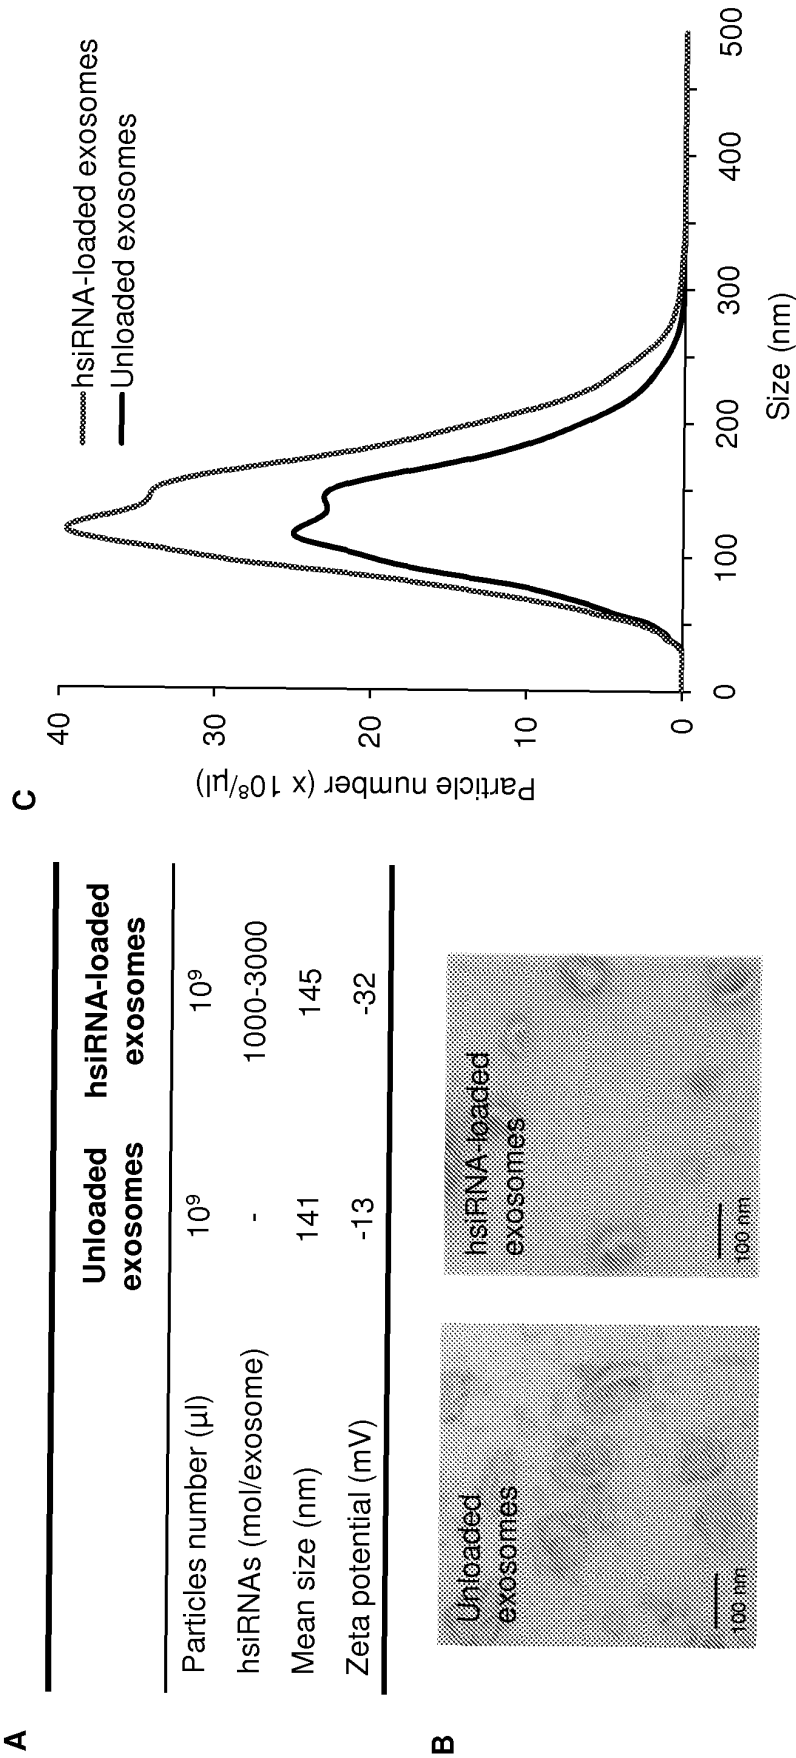 A
Unloaded exosomes
hsiRNA-loaded exosomes
Particles number (µl) 10⁹ 10⁹
hsiRNAs (mol/exosome) - 1000-3000
Mean size (nm) 141 145
Zeta potential (mV) -13 -32
B
Unloaded
exosomes
100 nm
hsiRNA-loaded
exosomes
100 nm
C
hsiRNA-loaded exosomes
Unloaded exosomes
Particle number (x 10⁸/µl)
40
30
20
10
0
0 100 200 300 400 500
Size (nm)